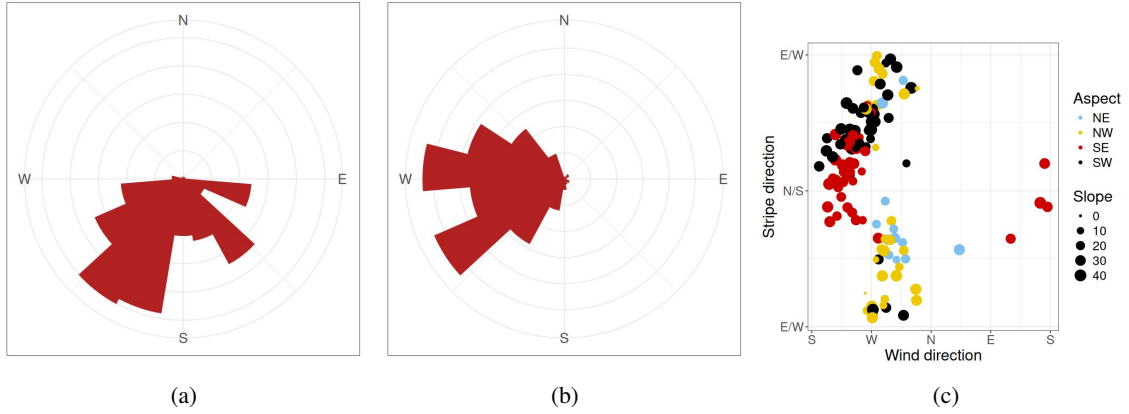 N
W
E
S
(a)
N
W
E
S
(b)
E/W
N/S
E/W
Stripe direction
S
W
N
E
S
Wind direction
Aspect
NE
NW
SE
SW
Slope
0
10
20
30
40
(c)